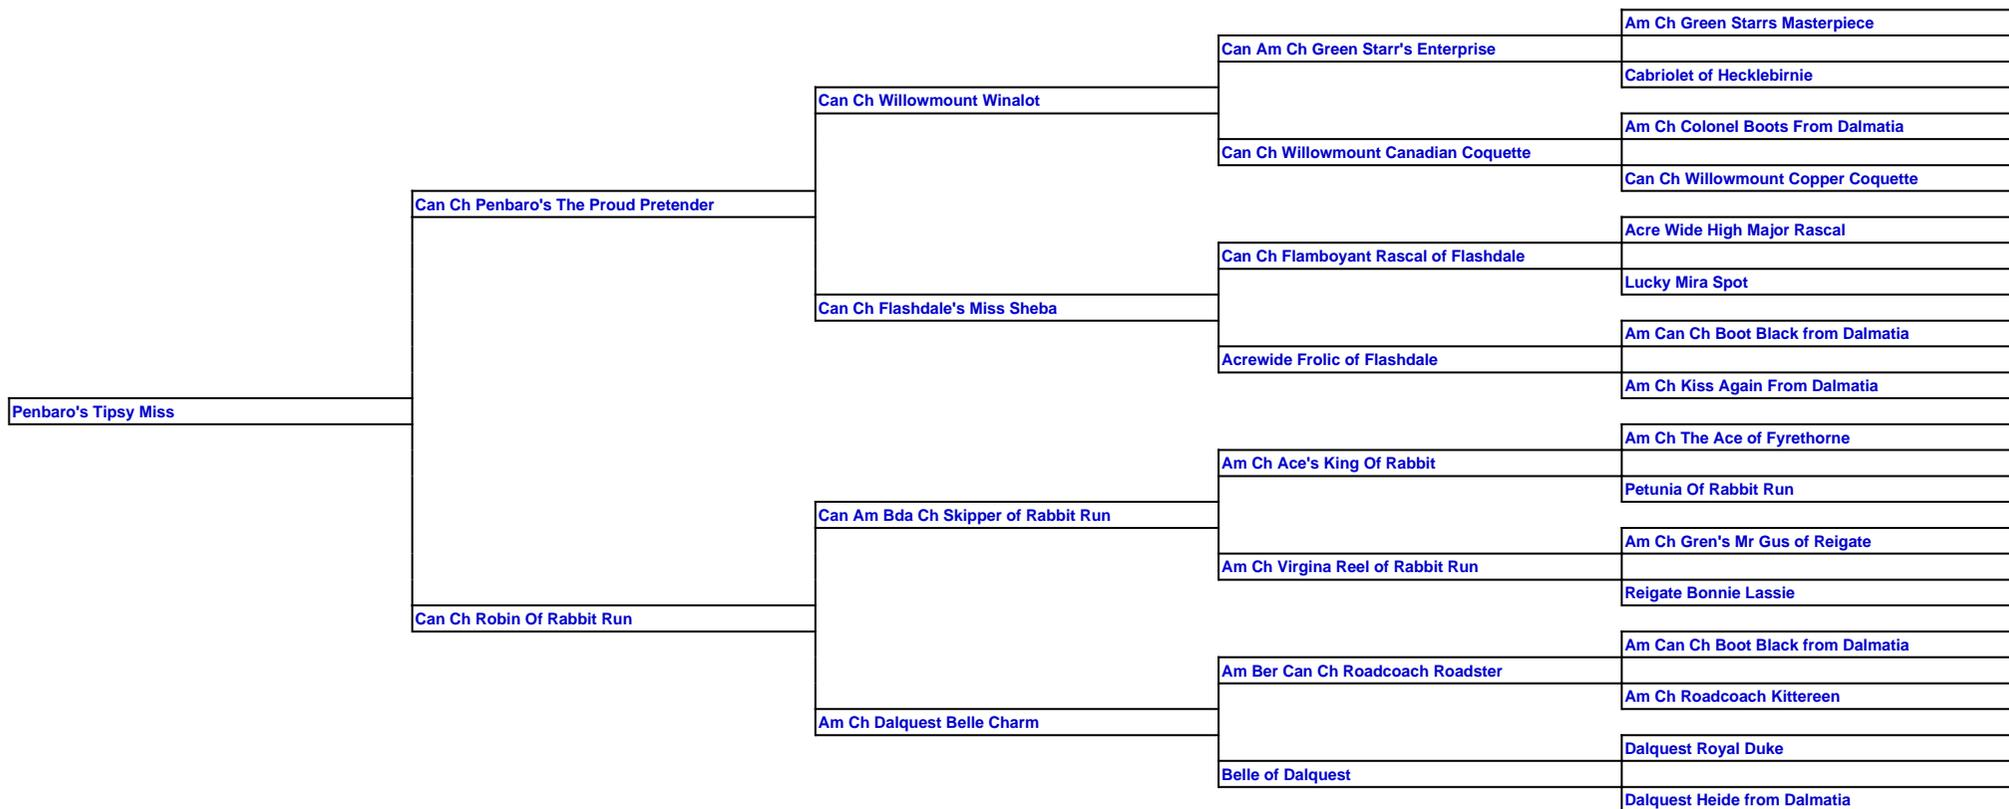 Am Ch Green Starrs Masterpiece
Can Am Ch Green Starr's Enterprise
Cabriolet of Hecklebirnie
Can Ch Willowmount Winalot
Am Ch Colonel Boots From Dalmatia
Can Ch Willowmount Canadian Coquette
Can Ch Willowmount Copper Coquette
Can Ch Penbaro's The Proud Pretender
Acre Wide High Major Rascal
Can Ch Flamboyant Rascal of Flashdale
Lucky Mira Spot
Can Ch Flashdale's Miss Sheba
Am Can Ch Boot Black from Dalmatia
Acrewide Frolic of Flashdale
Am Ch Kiss Again From Dalmatia
Penbaro's Tipsy Miss
Am Ch The Ace of Fyrethorne
Am Ch Ace's King Of Rabbit
Petunia Of Rabbit Run
Can Am Bda Ch Skipper of Rabbit Run
Am Ch Gren's Mr Gus of Reigate
Am Ch Virgina Reel of Rabbit Run
Reigate Bonnie Lassie
Can Ch Robin Of Rabbit Run
Am Can Ch Boot Black from Dalmatia
Am Ber Can Ch Roadcoach Roadster
Am Ch Roadcoach Kittereen
Am Ch Dalquest Belle Charm
Dalquest Royal Duke
Belle of Dalquest
Dalquest Heide from Dalmatia